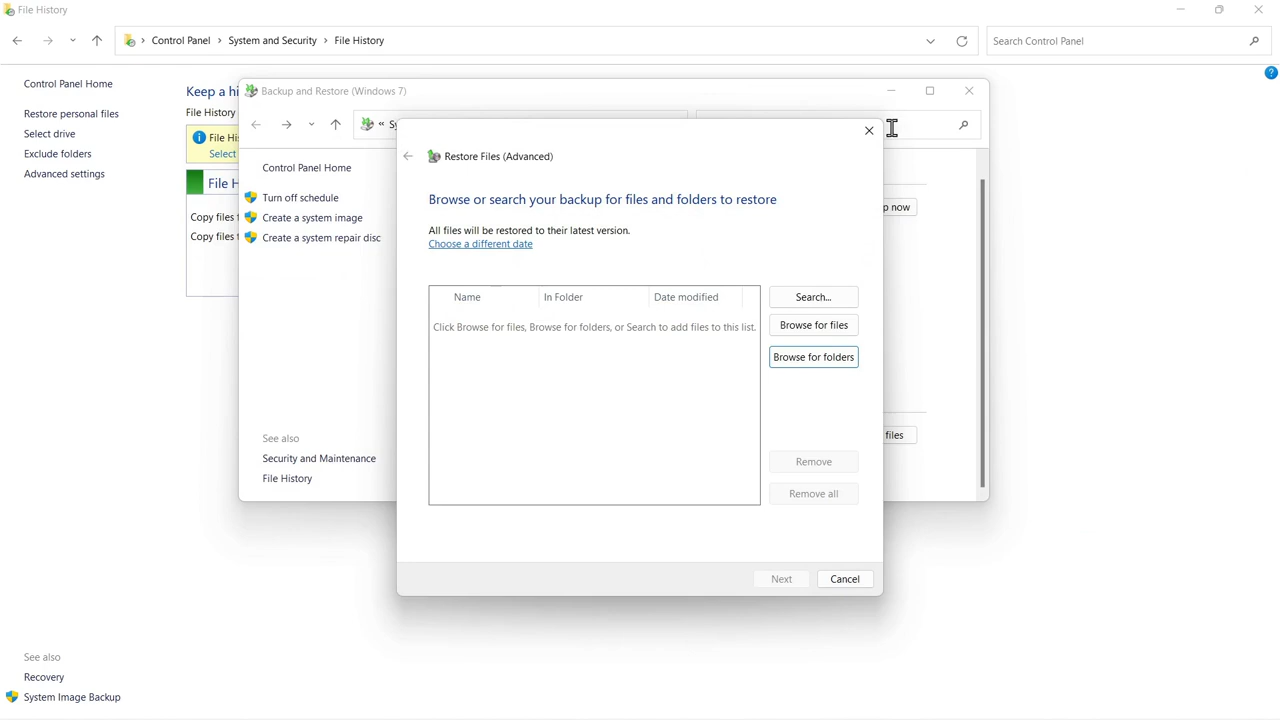 File History
Control Panel > System and Security > File History
Search Control Panel
Control Panel Home
Restore personal files
Select drive
Exclude folders
Advanced settings
Keep a hi
File History
File His
Select
File H
Copy files t
Copy files f
Backup and Restore (Windows 7)
« Sy
Control Panel Home
Turn off schedule
Create a system image
Create a system repair disc
p now
files
See also
Security and Maintenance
File History
Restore Files (Advanced)
Browse or search your backup for files and folders to restore
All files will be restored to their latest version.
Choose a different date
Name In Folder Date modified
Click Browse for files, Browse for folders, or Search to add files to this list.
Search...
Browse for files
Browse for folders
Remove
Remove all
Next Cancel
See also
Recovery
System Image Backup